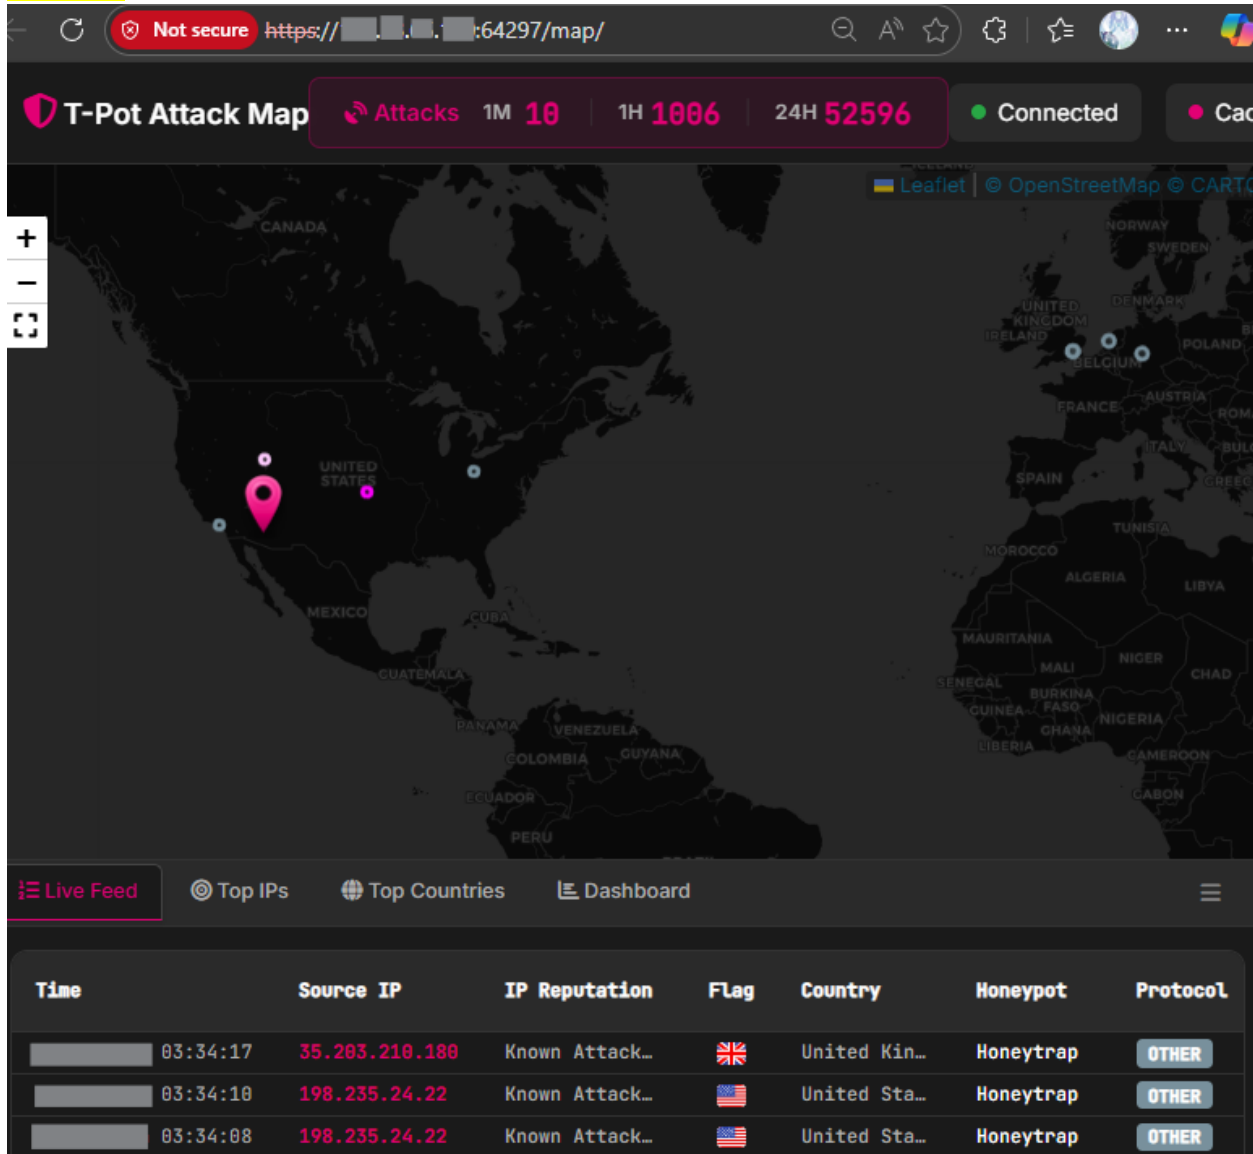 Not secure https:// :64297/map/
T-Pot Attack Map Attacks 1M 10 1H 1006 24H 52596 Connected Cac
Leaflet | © OpenStreetMap © CARTO
CANADA
NORWAY
SWEDEN
UNITED KINGDOM
DENMARK
IRELAND
POLAND
BELGIUM
FRANCE
AUSTRIA
ROM
ITALY
BUL
UNITED STATES
SPAIN
GREEC
TUNISIA
MOROCCO
ALGERIA
LIBYA
MEXICO
CUBA
MAURITANIA
NIGER
MALI
CHAD
GUATEMALA
SENEGAL
BURKINA FASO
GUINEA
NIGERIA
PANAMA
VENEZUELA
GHANA
LIBERIA
COLOMBIA
GUYANA
CAMEROON
ECUADOR
GABON
PERU
Live Feed Top IPs Top Countries Dashboard
Time Source IP IP Reputation Flag Country Honeypot Protocol
03:34:17 35.203.210.180 Known Attack… United Kin… Honeytrap OTHER
03:34:10 198.235.24.22 Known Attack… United Sta… Honeytrap OTHER
03:34:08 198.235.24.22 Known Attack… United Sta… Honeytrap OTHER